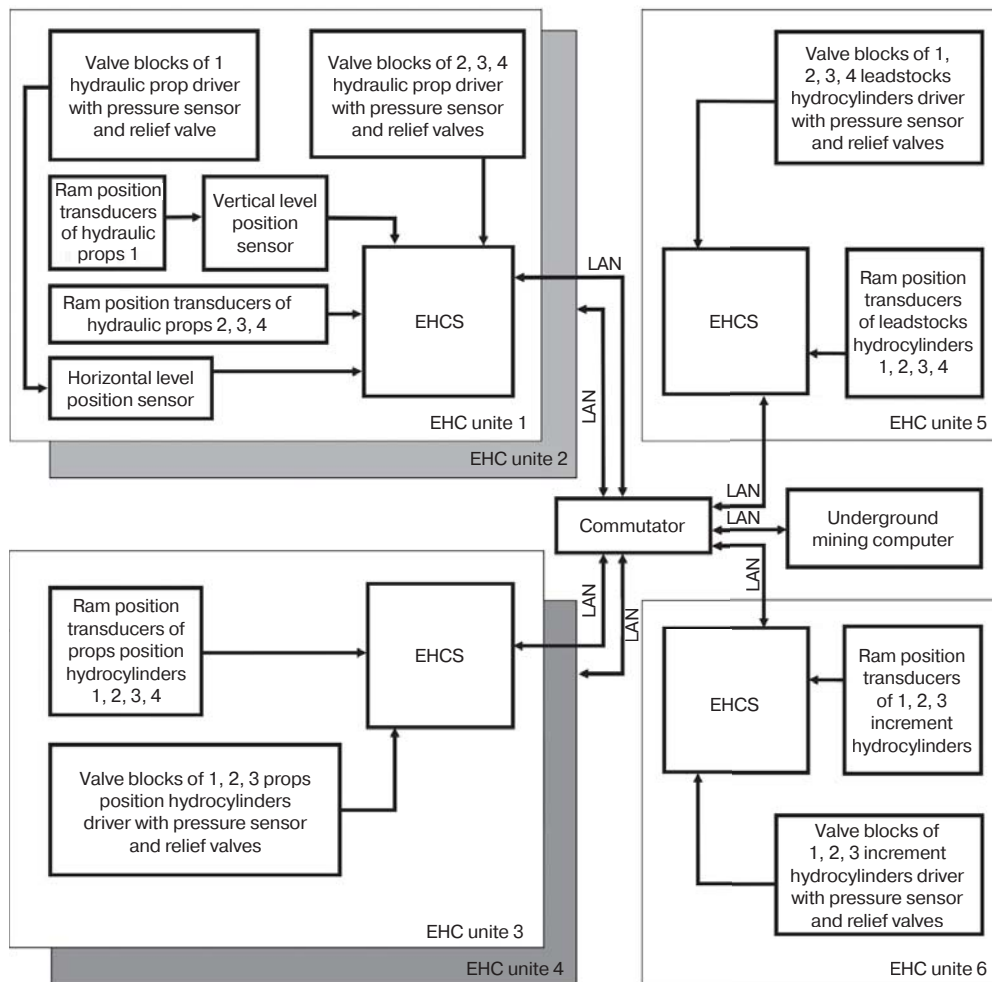 Valve blocks of 1
hydraulic prop driver
with pressure sensor
and relief valve
Valve blocks of 2, 3, 4
hydraulic prop driver
with pressure sensor
and relief valves
Ram position
transducers
of hydraulic
props 1
Vertical level
position
sensor
Ram position transducers of
hydraulic props 2, 3, 4
Horizontal level
position sensor
EHCS
EHC unite 1
EHC unite 2
LAN
LAN
Valve blocks of 1,
2, 3, 4 leadstocks
hydrocylinders driver
with pressure sensor
and relief valves
EHCS
Ram position
transducers
of leadstocks
hydrocylinders
1, 2, 3, 4
EHC unite 5
LAN
Commutator
LAN
Underground
mining computer
LAN
LAN
LAN
Ram position
transducers of
props position
hydrocylinders
1, 2, 3, 4
EHCS
Valve blocks of 1, 2, 3 props
position hydrocylinders
driver with pressure sensor
and relief valves
EHC unite 3
EHC unite 4
EHCS
Ram position
transducers
of 1, 2, 3
increment
hydrocylinders
Valve blocks of
1, 2, 3 increment
hydrocylinders driver
with pressure sensor
and relief valves
EHC unite 6